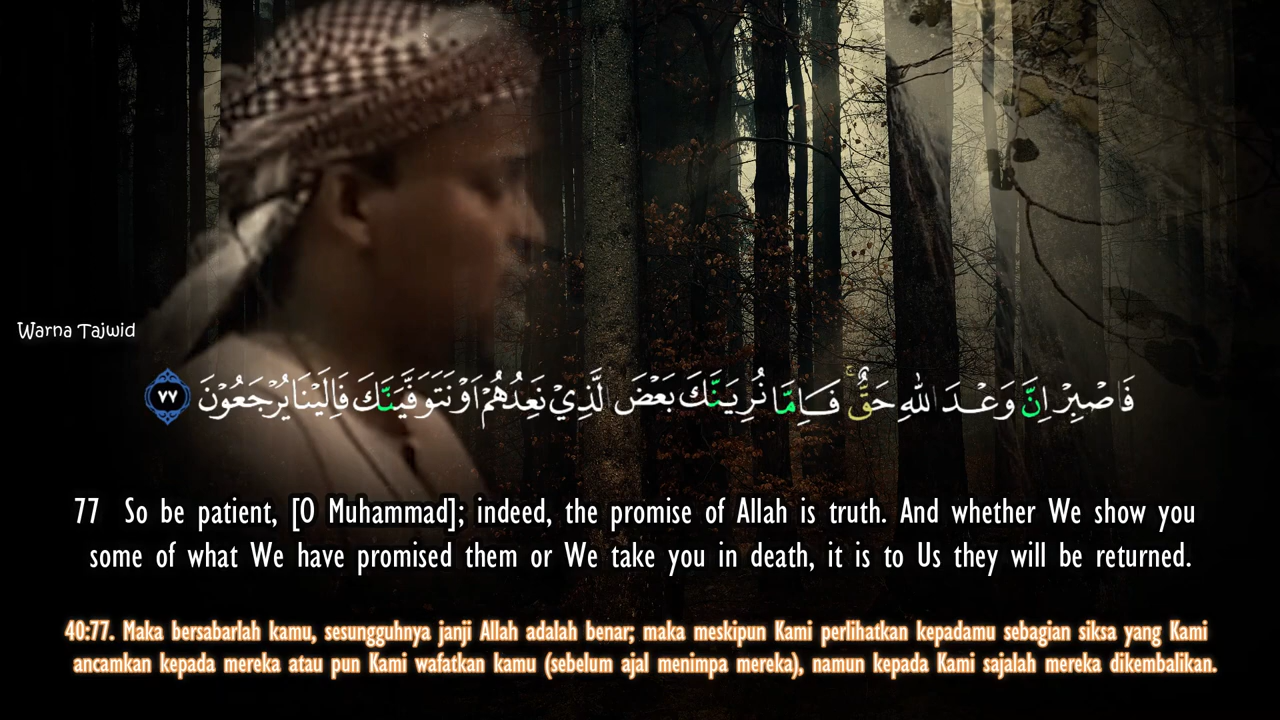 Warna Tajwid
فَاصْبِرْ اِنَّ وَعْدَ اللّٰهِ حَقٌّ ۚ فَاِمَّا نُرِيَنَّكَ بَعْضَ الَّذِيْ نَعِدُهُمْ اَوْ نَتَوَفَّيَنَّكَ فَاِلَيْنَا يُرْجَعُوْنَ ٧٧
77 So be patient, [O Muhammad]; indeed, the promise of Allah is truth. And whether We show you
some of what We have promised them or We take you in death, it is to Us they will be returned.
40:77. Maka bersabarlah kamu, sesungguhnya janji Allah adalah benar; maka meskipun Kami perlihatkan kepadamu sebagian siksa yang Kami
ancamkan kepada mereka atau pun Kami wafatkan kamu (sebelum ajal menimpa mereka), namun kepada Kami sajalah mereka dikembalikan.